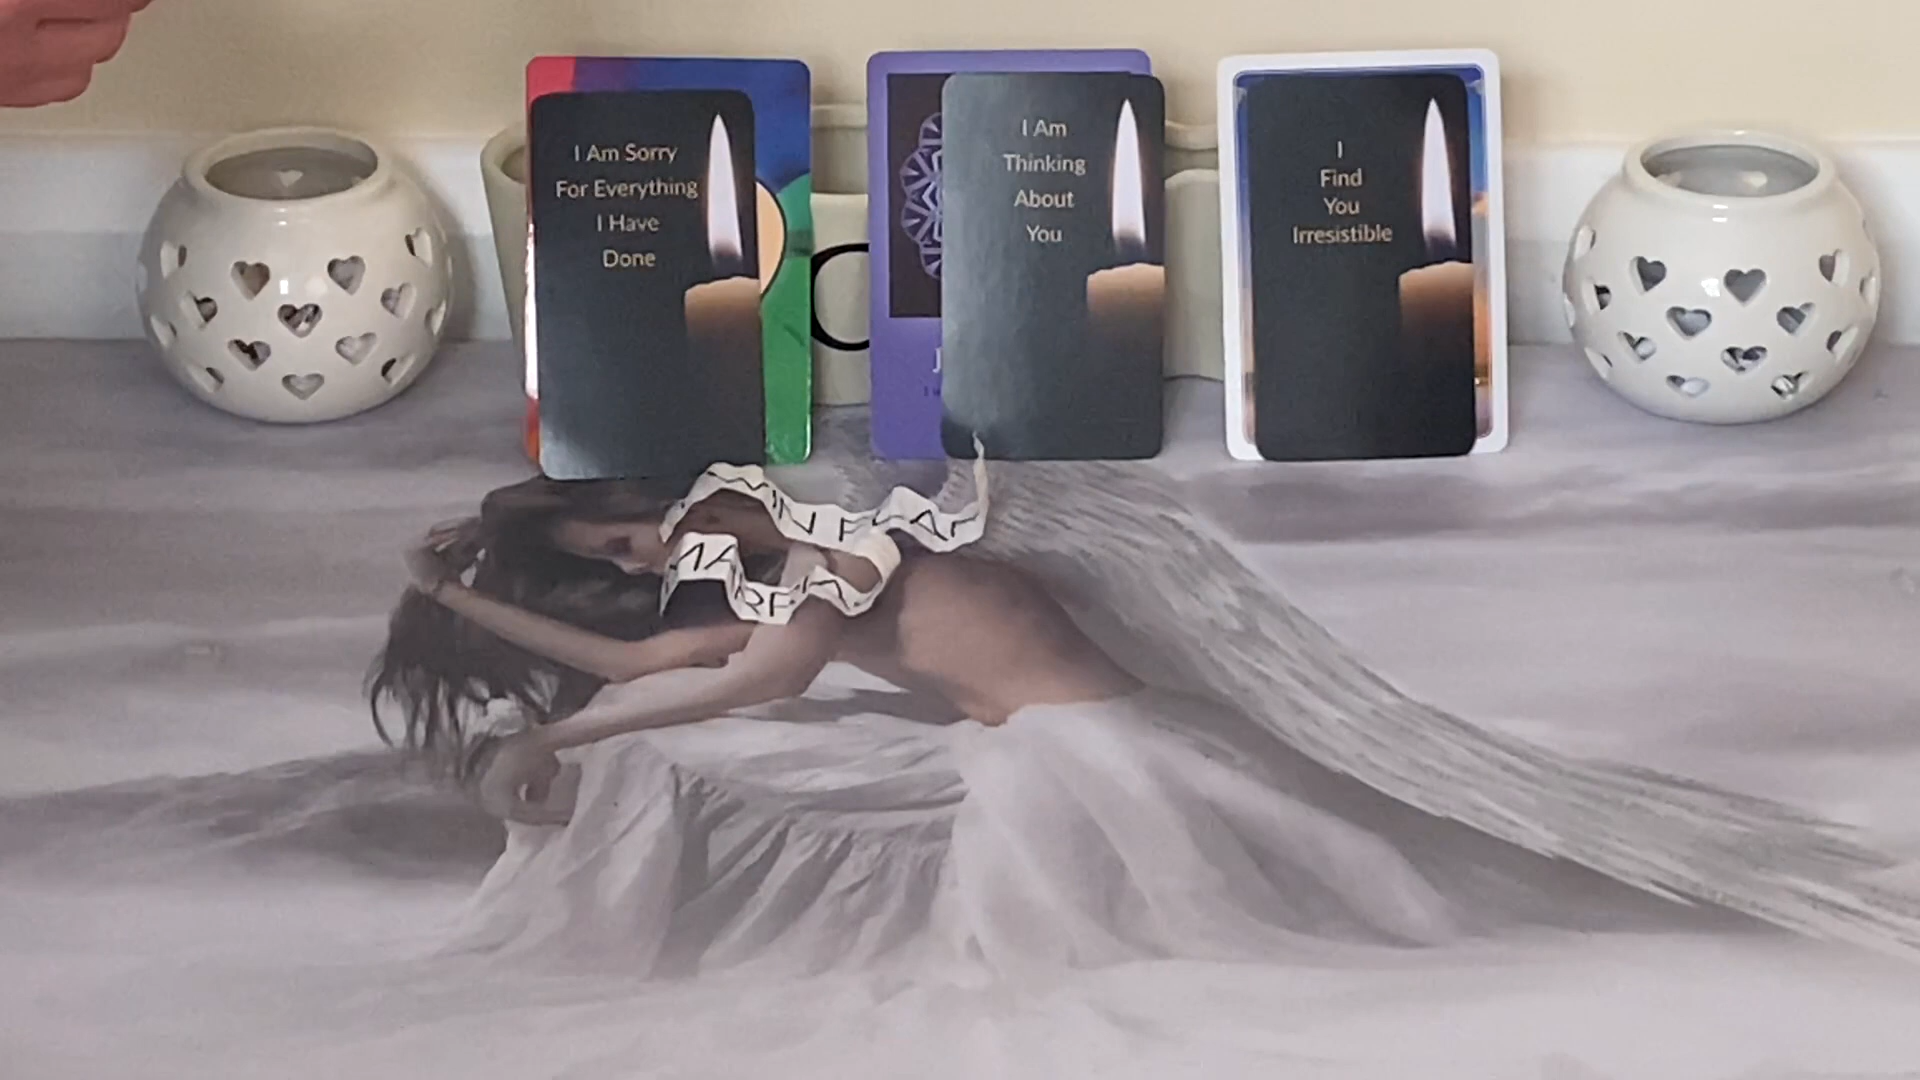 I Am Sorry
For Everything
I Have
Done
I Am
Thinking
About
You
I
Find
You
Irresistible